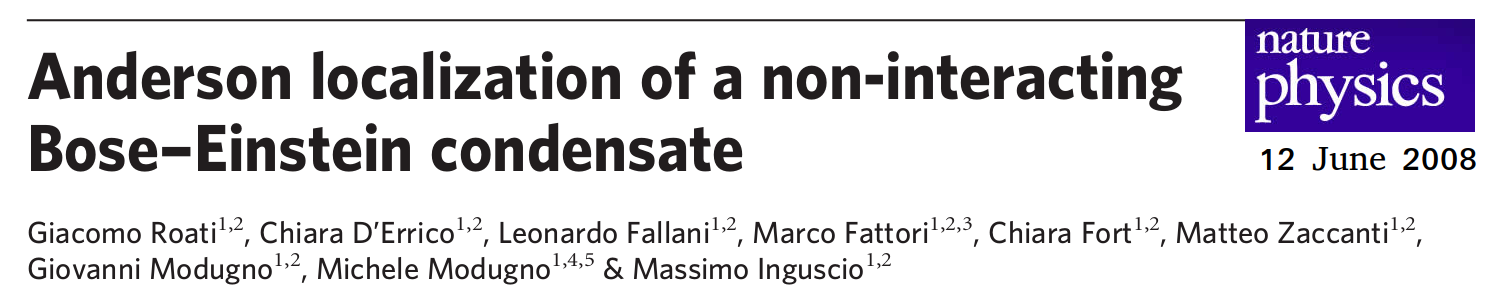 Anderson localization of a non-interacting
Bose–Einstein condensate
nature
physics
12 June 2008
Giacomo Roati1,2, Chiara D’Errico1,2, Leonardo Fallani1,2, Marco Fattori1,2,3, Chiara Fort1,2, Matteo Zaccanti1,2,
Giovanni Modugno1,2, Michele Modugno1,4,5 & Massimo Inguscio1,2